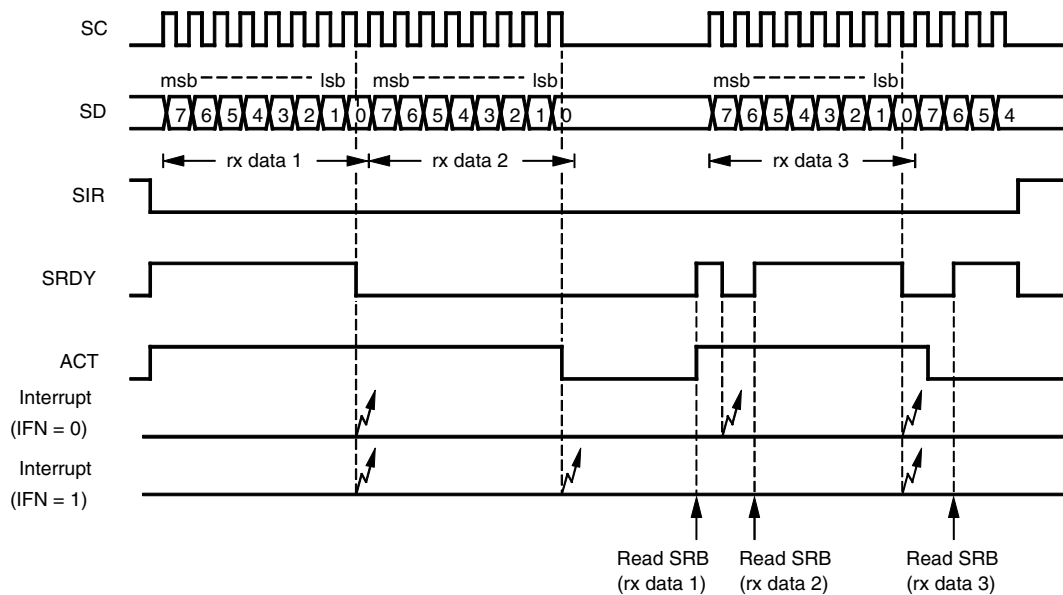 SC
msb lsb msb lsb msb lsb
SD 7 6 5 4 3 2 1 0 7 6 5 4 3 2 1 0 7 6 5 4 3 2 1 0 7 6 5 4
rx data 1 rx data 2 rx data 3
SIR
SRDY
ACT
Interrupt
(IFN = 0)
Interrupt
(IFN = 1)
Read SRB
(rx data 1)
Read SRB
(rx data 2)
Read SRB
(rx data 3)